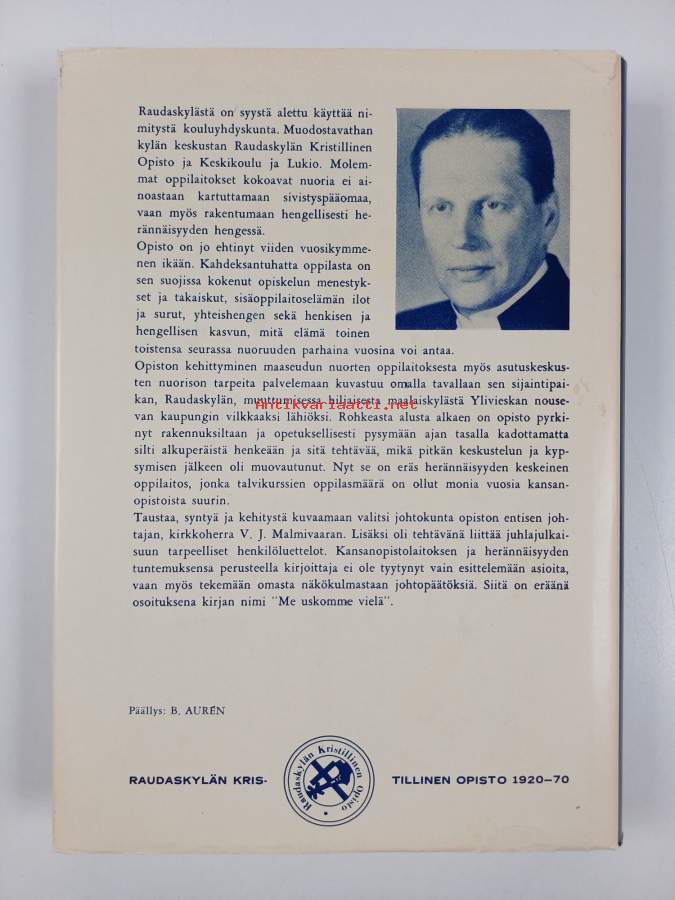 Raudaskylästä on syystä alettu käyttää ni-
mitystä kouluyhdyskunta. Muodostavathan
kylän keskustan Raudaskylän Kristillinen
Opisto ja Keskikoulu ja Lukio. Molem-
mat oppilaitokset kokoavat nuoria ei ai-
noastaan kartuttamaan sivistyspääomaa,
vaan myös rakentumaan hengellisesti he-
rännäisyyden hengessä.
Opisto on jo ehtinyt viiden vuosikymme-
nen ikään. Kahdeksantuhatta oppilasta on
sen suojissa kokenut opiskelun menestyk-
set ja takaiskut, sisäoppilaitoselämän ilot
ja surut, yhteishengen sekä henkisen ja
hengellisen kasvun, mitä elämä toinen
toistensa seurassa nuoruuden parhaina vuosina voi antaa.
Opiston kehittyminen maaseudun nuorten oppilaitoksesta myös asutuskeskus-
ten nuorison tarpeita palvelemaan kuvastuu omalla tavallaan sen sijaintipai-
kan, Raudaskylän, muuttumisessa hiljaisesta maalaiskylästä Ylivieskan nouse-
Antikvariaatti.net
van kaupungin vilkkaaksi lähiöksi. Rohkeasta alusta alkaen on opisto pyrki-
nyt rakennuksiltaan ja opetuksellisesti pysymään ajan tasalla kadottamatta
silti alkuperäistä henkeään ja sitä tehtävää, mikä pitkän keskustelun ja kyp-
symisen jälkeen oli muovautunut. Nyt se on eräs herännäisyyden keskeinen
oppilaitos, jonka talvikurssien oppilasmäärä on ollut monia vuosia kansan-
opistoista suurin.
Taustaa, syntyä ja kehitystä kuvaamaan valitsi johtokunta opiston entisen joh-
tajan, kirkkoherra V. J. Malmivaaran. Lisäksi oli tehtävänä liittää juhlajulkai-
suun tarpeelliset henkilöluettelot. Kansanopistolaitoksen ja herännäisyyden
tuntemuksensa perusteella kirjoittaja ei ole tyytynyt vain esittelemään asioita,
vaan myös tekemään omasta näkökulmastaan johtopäätöksiä. Siitä on eräänä
osoituksena kirjan nimi "Me uskomme vielä".
Päällys: B. AURÉN
RAUDASKYLÄN KRIS-
Raudaskylän Kristillinen Opisto
TILLINEN OPISTO 1920—70